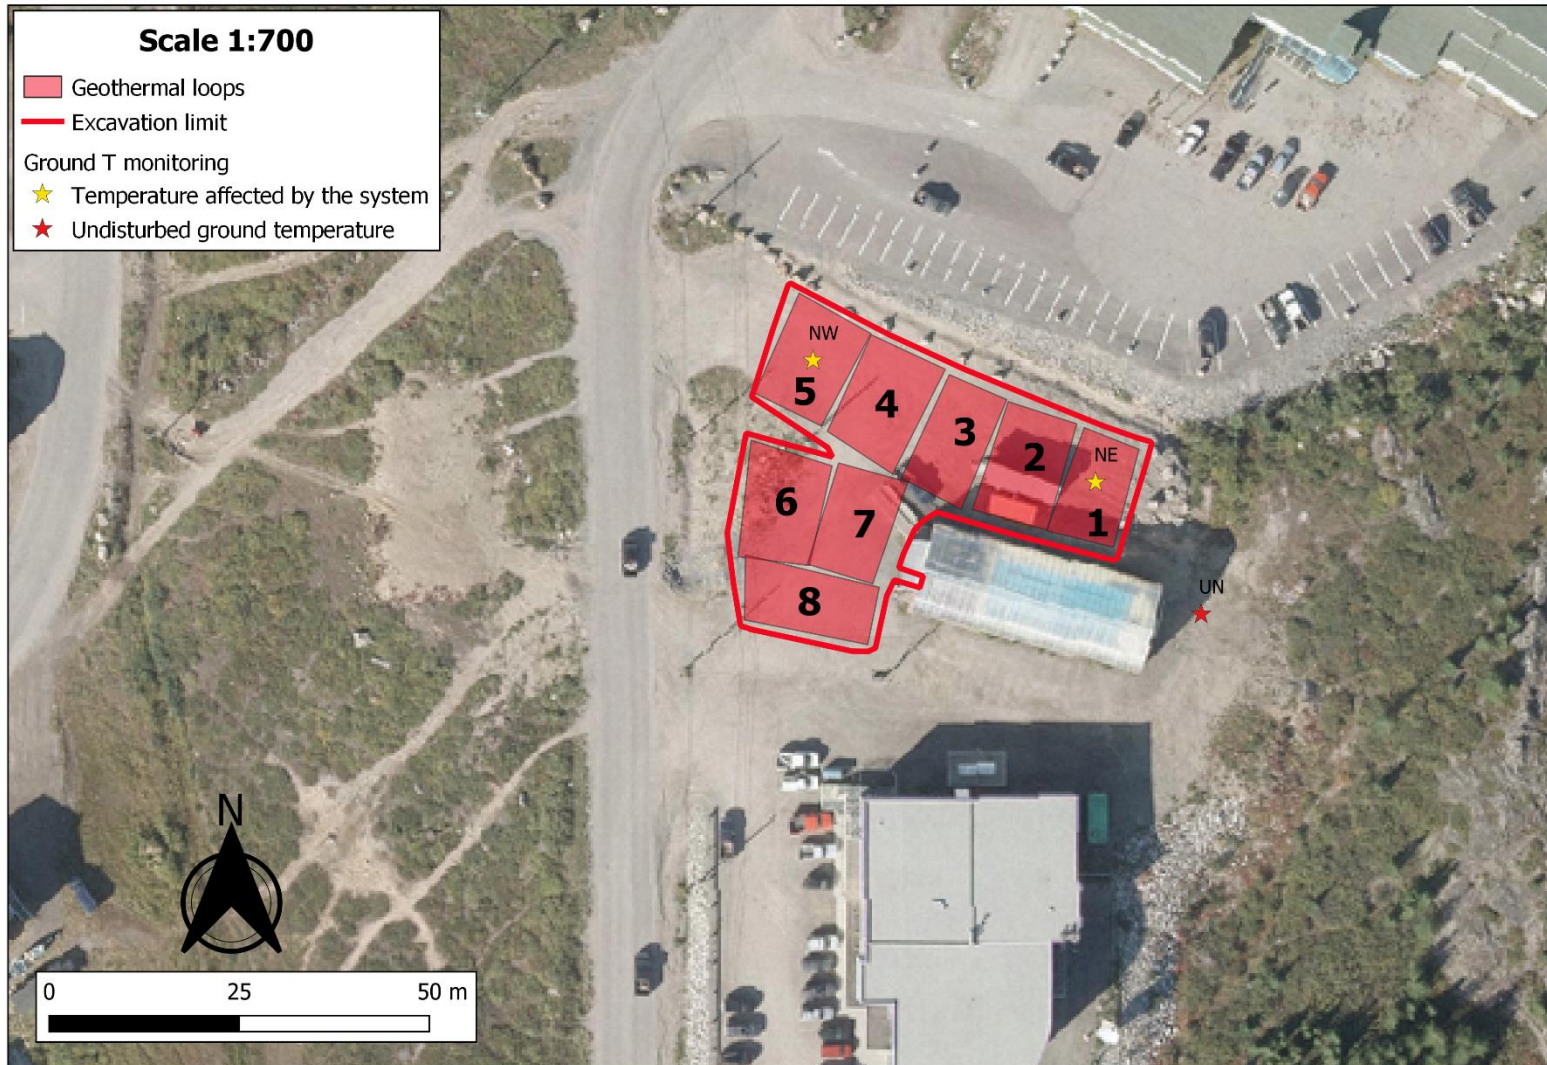 Scale 1:700
Geothermal loops
Excavation limit
Ground T monitoring
Temperature affected by the system
Undisturbed ground temperature
NW
5
4
3
2
NE
1
6
7
8
UN
N
0 25 50 m